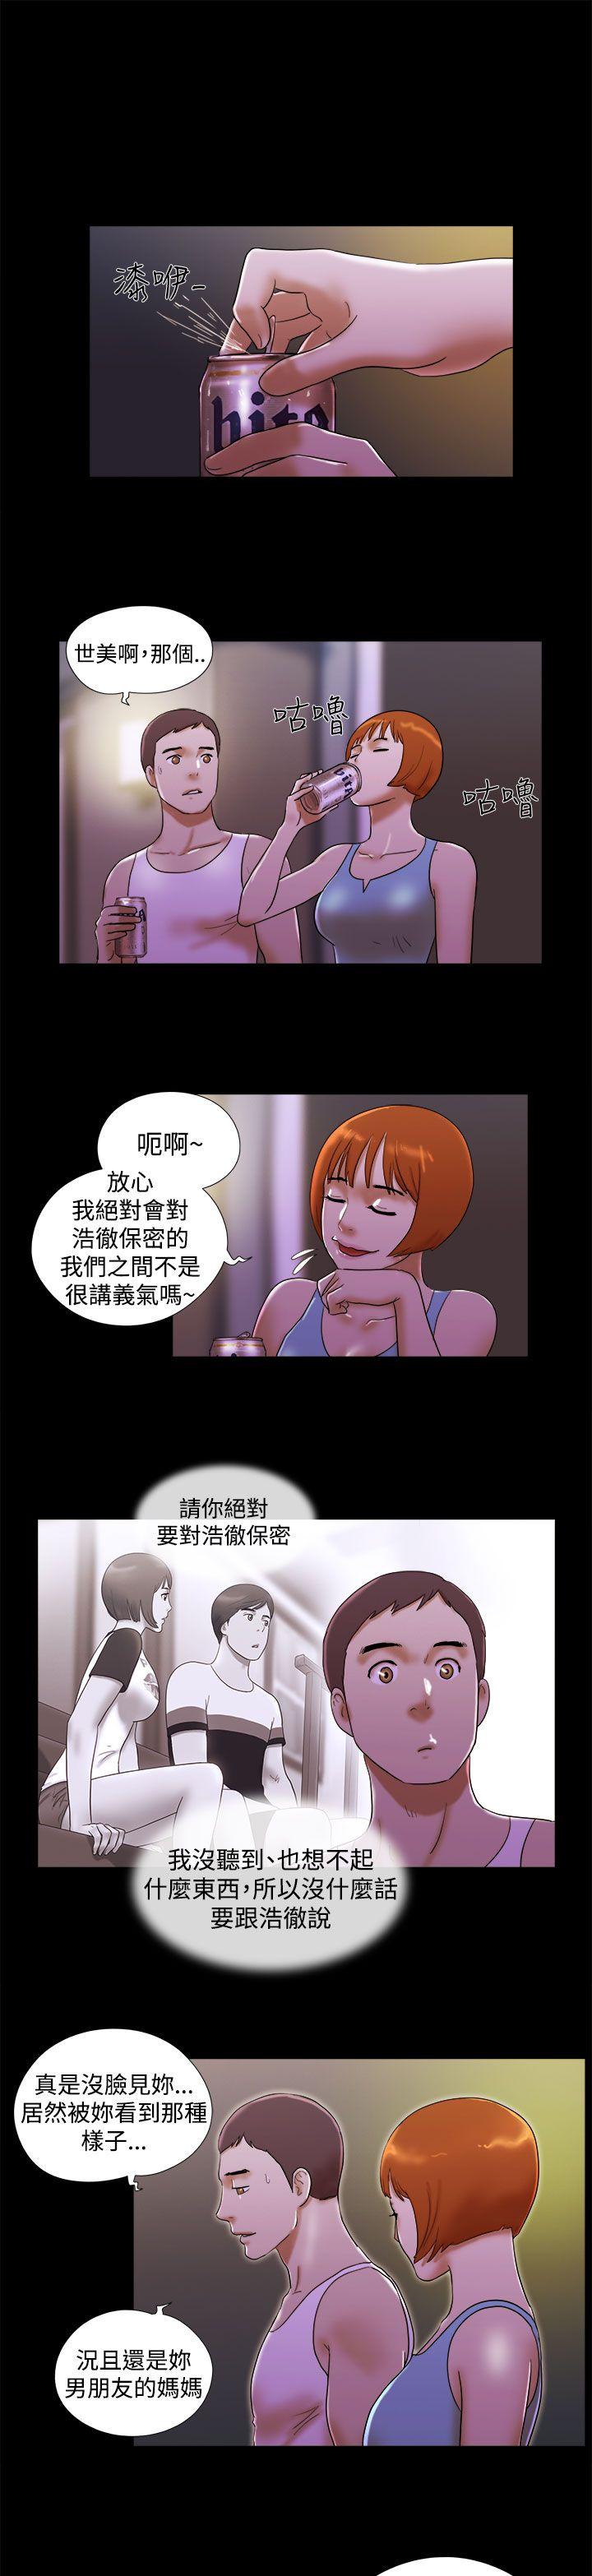 漆咿-
hite
世美啊，那個..
咕嚕
咕嚕
呃啊~
放心
我絕對會對
浩徹保密的
我們之間不是
很講義氣嗎~
請你絕對
要對浩徹保密
我沒聽到、也想不起
什麼東西，所以沒什麼話
要跟浩徹說
真是沒臉見妳...
居然被妳看到那種
樣子...
況且還是妳
男朋友的媽媽